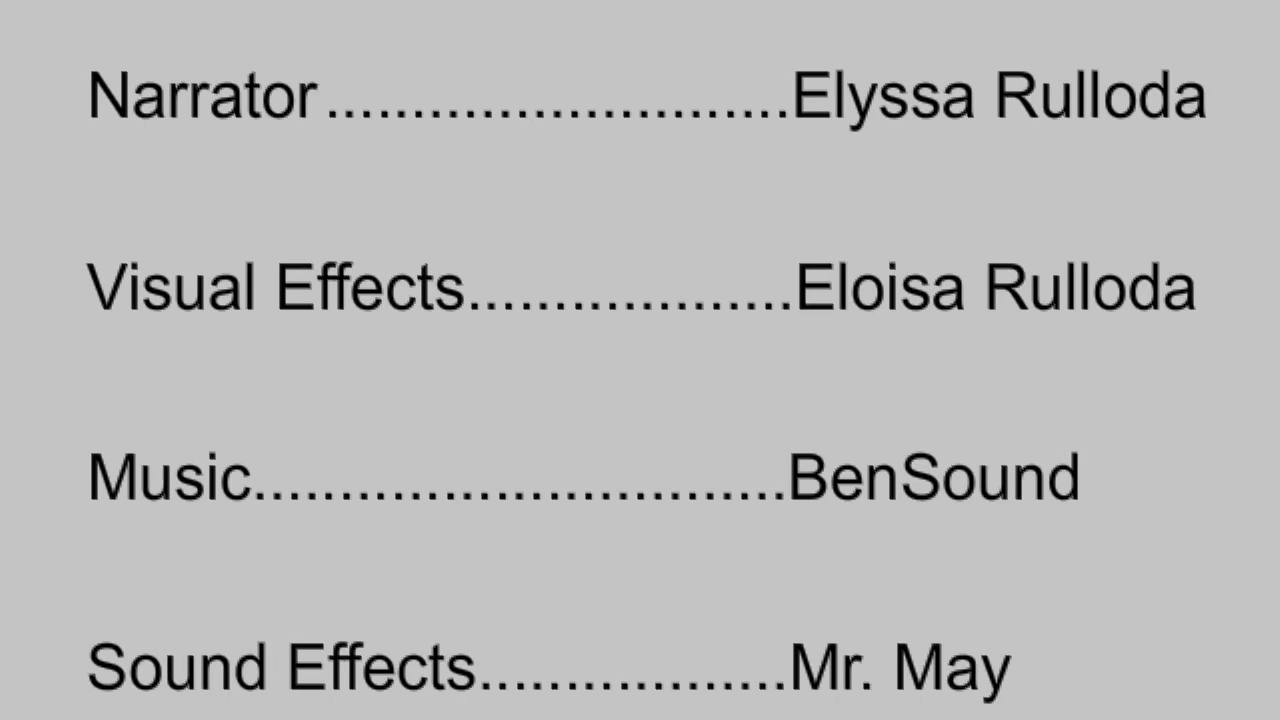 Narrator...........................Elyssa Rulloda
Visual Effects...................Eloisa Rulloda
Music...............................BenSound
Sound Effects..................Mr. May